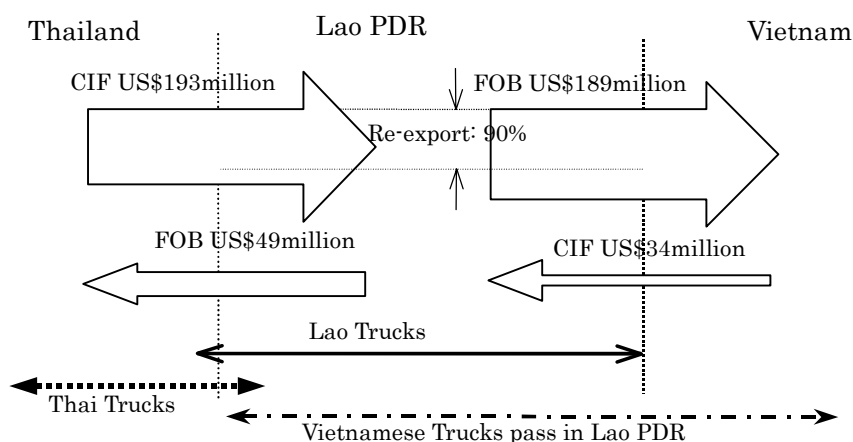 Thailand
Lao PDR
Vietnam
CIF US$193million
FOB US$189million
Re-export: 90%
FOB US$49million
CIF US$34million
Lao Trucks
Thai Trucks
Vietnamese Trucks pass in Lao PDR